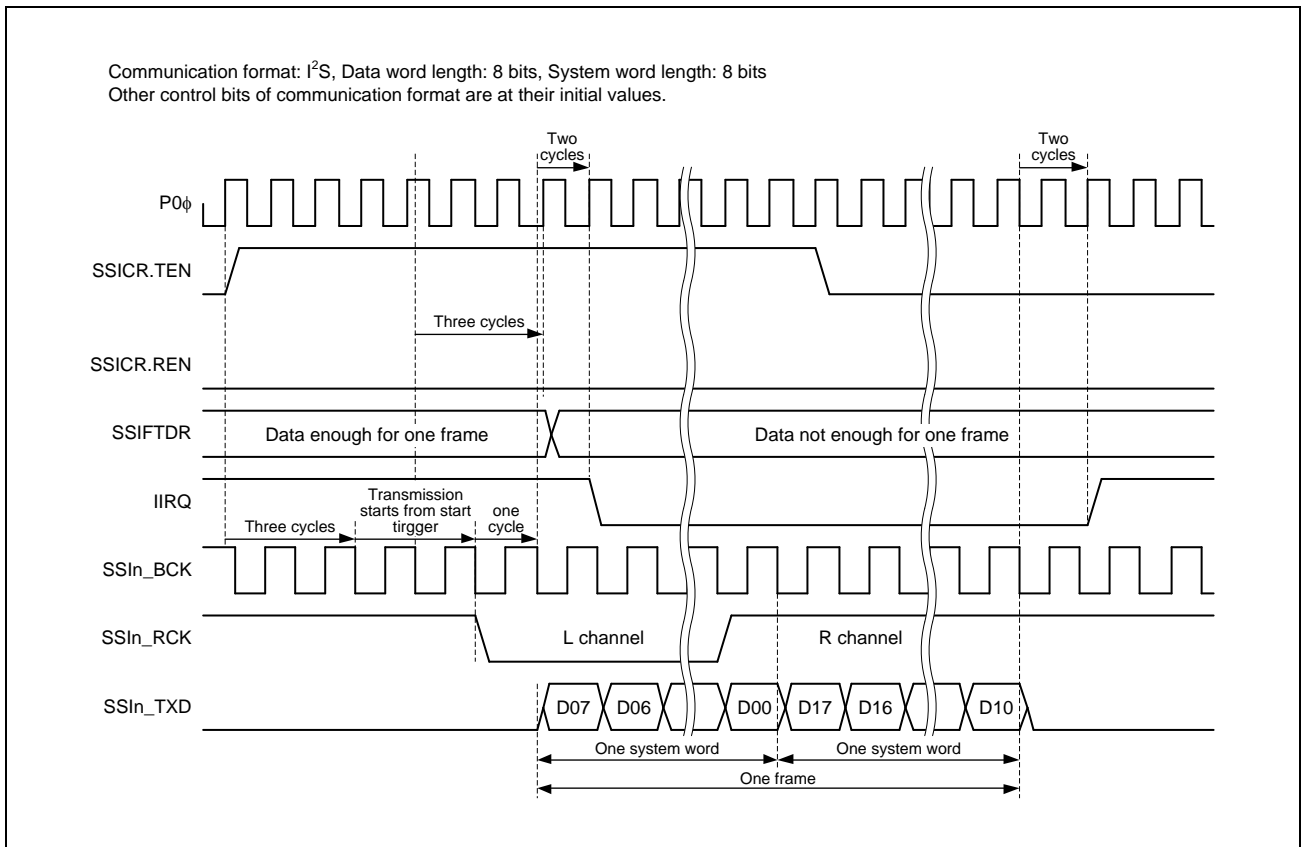 Communication format: I²S, Data word length: 8 bits, System word length: 8 bits
Other control bits of communication format are at their initial values.
Two
cycles
Two
cycles
P0ϕ
SSICR.TEN
Three cycles
SSICR.REN
SSIFTDR
Data enough for one frame
Data not enough for one frame
IIRQ
Three cycles
Transmission
starts from start
tirgger
one
cycle
SSIn_BCK
SSIn_RCK
L channel
R channel
SSIn_TXD
D07
D06
D00
D17
D16
D10
One system word
One system word
One frame